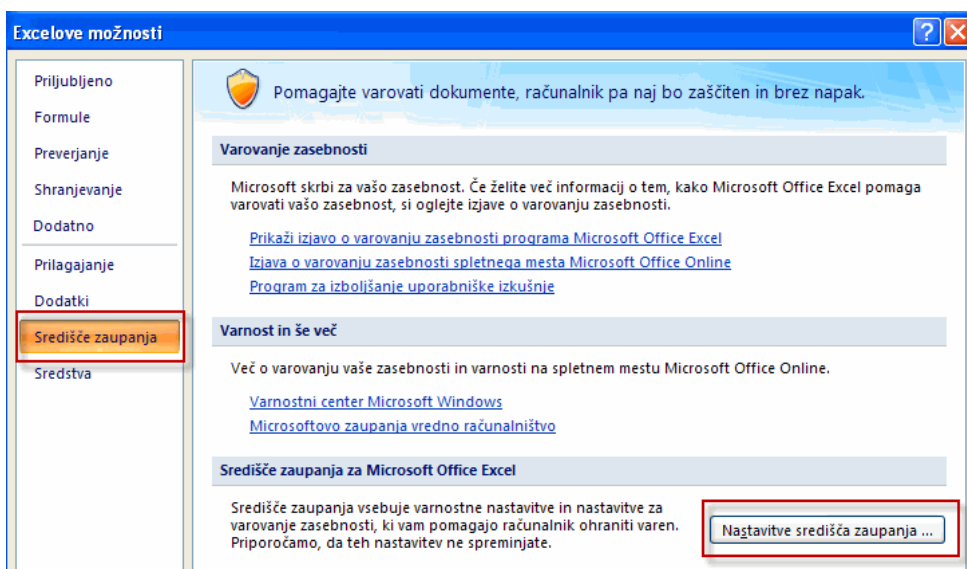 Excelove možnosti
Priljubljeno
Formule
Preverjanje
Shranjevanje
Dodatno
Prilagajanje
Dodatki
Središče zaupanja
Sredstva
Pomagajte varovati dokumente, računalnik pa naj bo zaščiten in brez napak.
Varovanje zasebnosti
Microsoft skrbi za vašo zasebnost. Če želite več informacij o tem, kako Microsoft Office Excel pomaga
varovati vašo zasebnost, si oglejte izjave o varovanju zasebnosti.
Prikaži izjavo o varovanju zasebnosti programa Microsoft Office Excel
Izjava o varovanju zasebnosti spletnega mesta Microsoft Office Online
Program za izboljšanje uporabniške izkušnje
Varnost in še več
Več o varovanju vaše zasebnosti in varnosti na spletnem mestu Microsoft Office Online.
Varnostni center Microsoft Windows
Microsoftovo zaupanja vredno računalništvo
Središče zaupanja za Microsoft Office Excel
Središče zaupanja vsebuje varnostne nastavitve in nastavitve za
varovanje zasebnosti, ki vam pomagajo računalnik ohraniti varen.
Priporočamo, da teh nastavitev ne spreminjate.
Nastavitve središča zaupanja ...